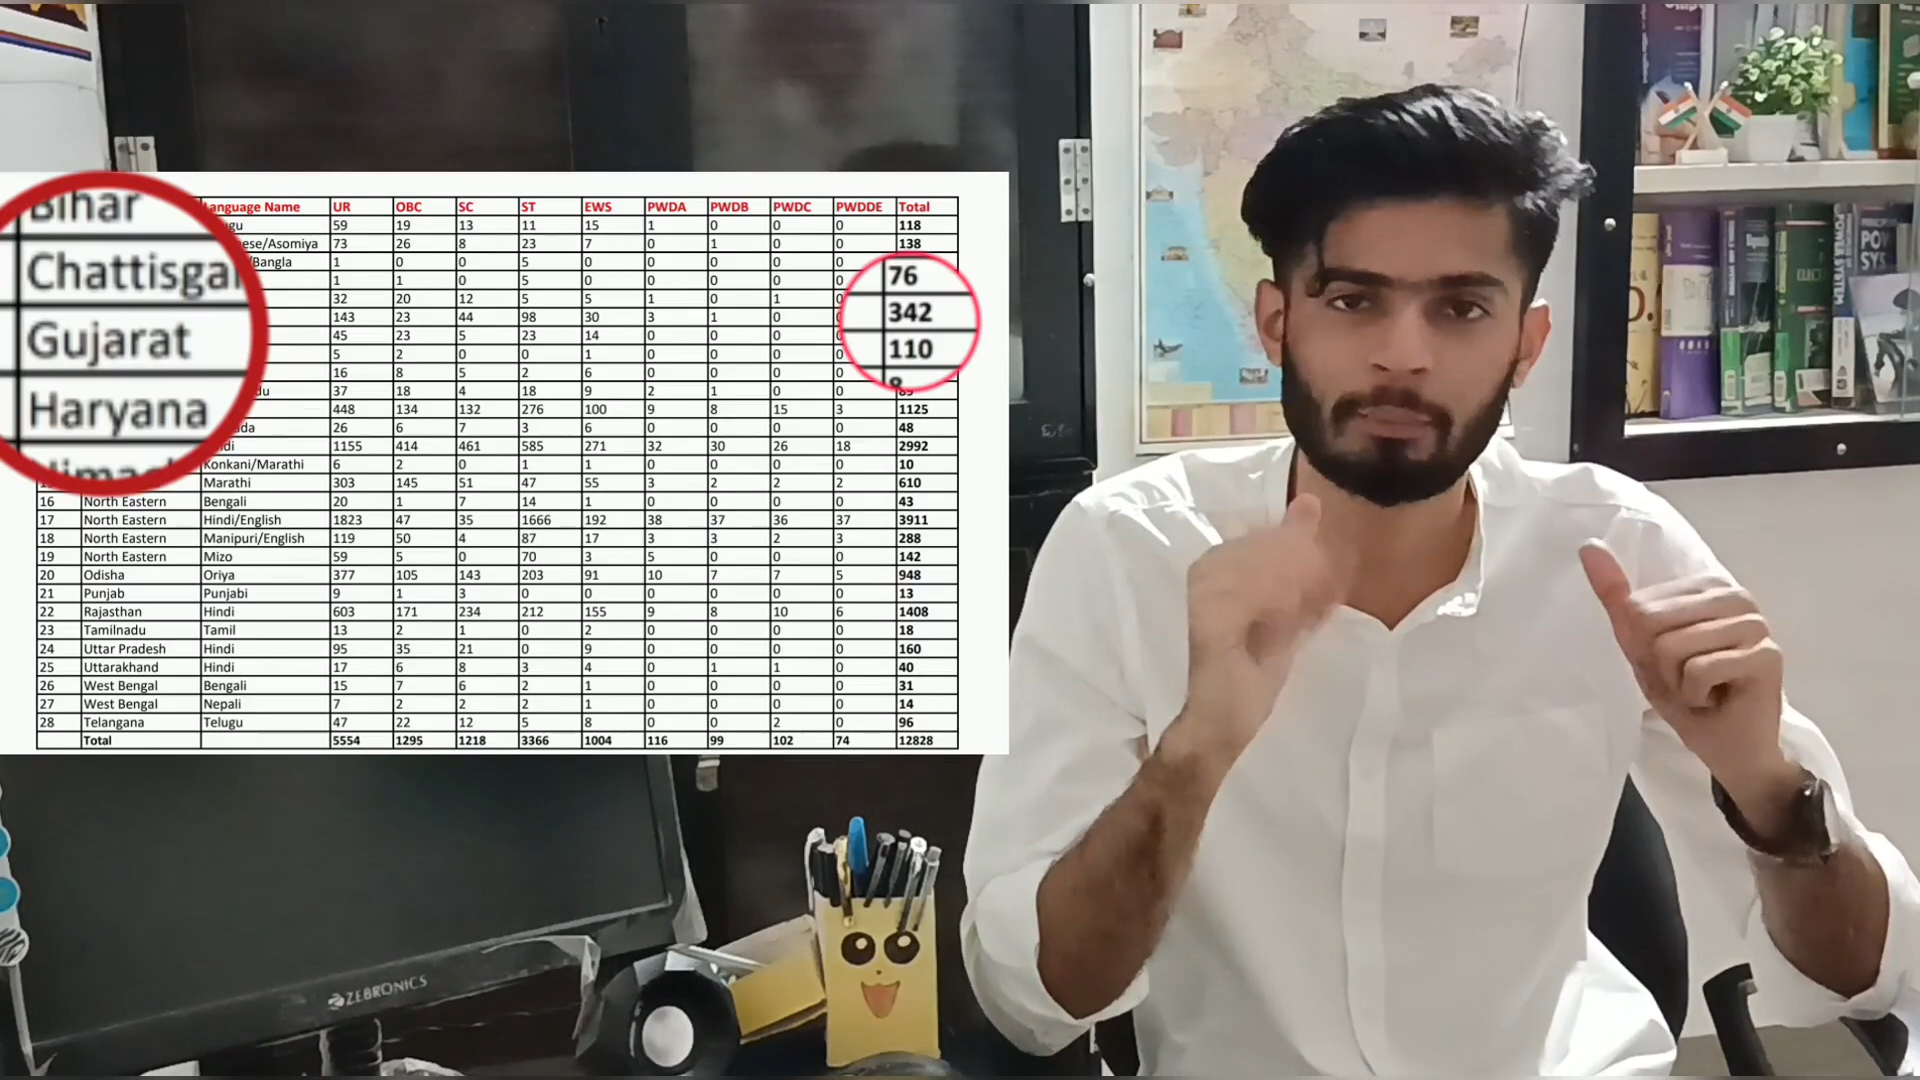 Language Name UR OBC SC ST EWS PWDA PWDB PWDC PWDDE Total
59 19 13 11 15 1 0 0 0 118
73 26 8 23 7 0 1 0 0 138
1 0 0 5 0 0 0 0 0
1 1 0 5 0 0 0 0 0
32 20 12 5 5 1 0 1 0
143 23 44 98 30 3 1 0
45 23 5 23 14 0 0 0 0
5 2 0 0 1 0 0 0 0
16 8 5 2 6 0 0 0 0
37 18 4 18 9 2 1 0 0
448 134 132 276 100 9 8 15 3 1125
26 6 7 3 6 0 0 0 0 48
1155 414 461 585 271 32 30 26 18 2992
Konkani/Marathi 6 2 0 1 1 0 0 0 0 10
Marathi 303 145 51 47 55 3 2 2 2 610
16 North Eastern Bengali 20 1 7 14 1 0 0 0 0 43
17 North Eastern Hindi/English 1823 47 35 1666 192 38 37 36 37 3911
18 North Eastern Manipuri/English 119 50 4 87 17 3 3 2 3 288
19 North Eastern Mizo 59 5 0 70 3 5 0 0 0 142
20 Odisha Oriya 377 105 143 203 91 10 7 7 5 948
21 Punjab Punjabi 9 1 3 0 0 0 0 0 0 13
22 Rajasthan Hindi 603 171 234 212 155 9 8 10 6 1408
23 Tamilnadu Tamil 13 2 1 0 2 0 0 0 0 18
24 Uttar Pradesh Hindi 95 35 21 0 9 0 0 0 0 160
25 Uttarakhand Hindi 17 6 8 3 4 0 1 1 0 40
26 West Bengal Bengali 15 7 6 2 1 0 0 0 0 31
27 West Bengal Nepali 7 2 2 2 1 0 0 0 0 14
28 Telangana Telugu 47 22 12 5 8 0 0 2 0 96
Total 5554 1295 1218 3366 1004 116 99 102 74 12828
Bihar
Chattisgar
Gujarat
Haryana
76
342
110
ZEBRONICS
POWER SYSTEM